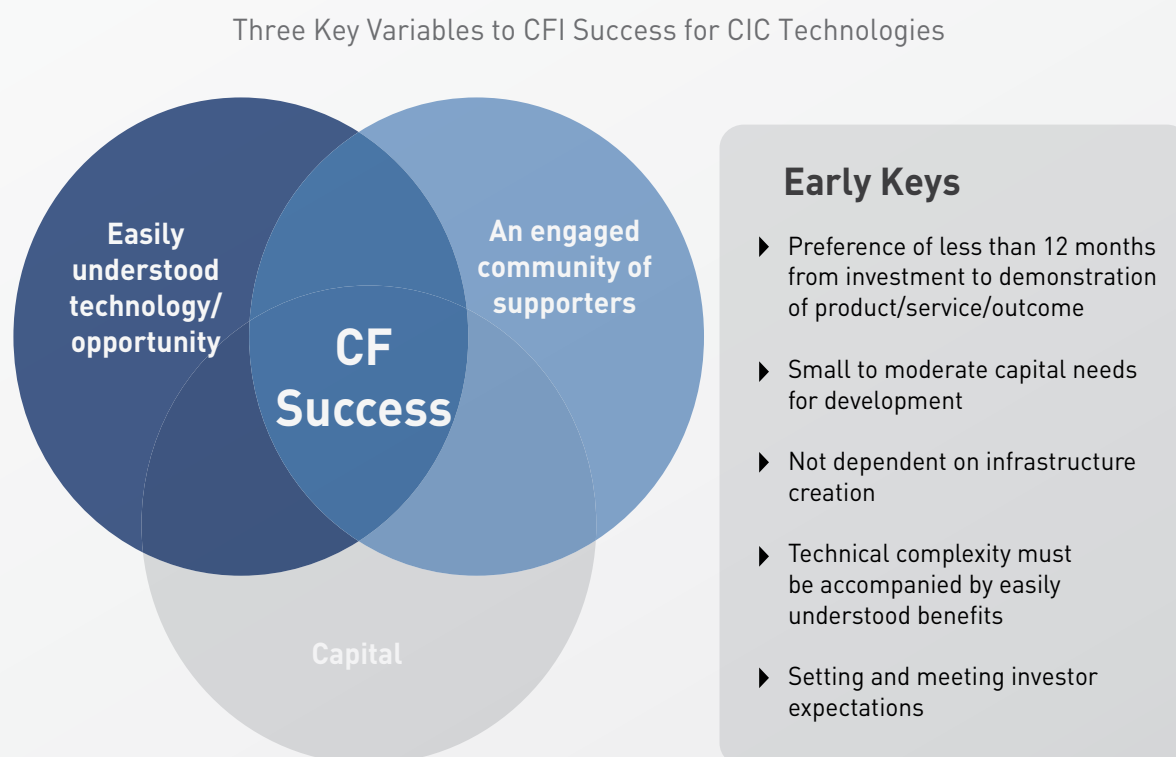 Three Key Variables to CFI Success for CIC Technologies
Easily
understood
technology/
opportunity
An engaged
community of
supporters
CF
Success
Capital
Early Keys
Preference of less than 12 months
from investment to demonstration
of product/service/outcome
Small to moderate capital needs
for development
Not dependent on infrastructure
creation
Technical complexity must
be accompanied by easily
understood benefits
Setting and meeting investor
expectations